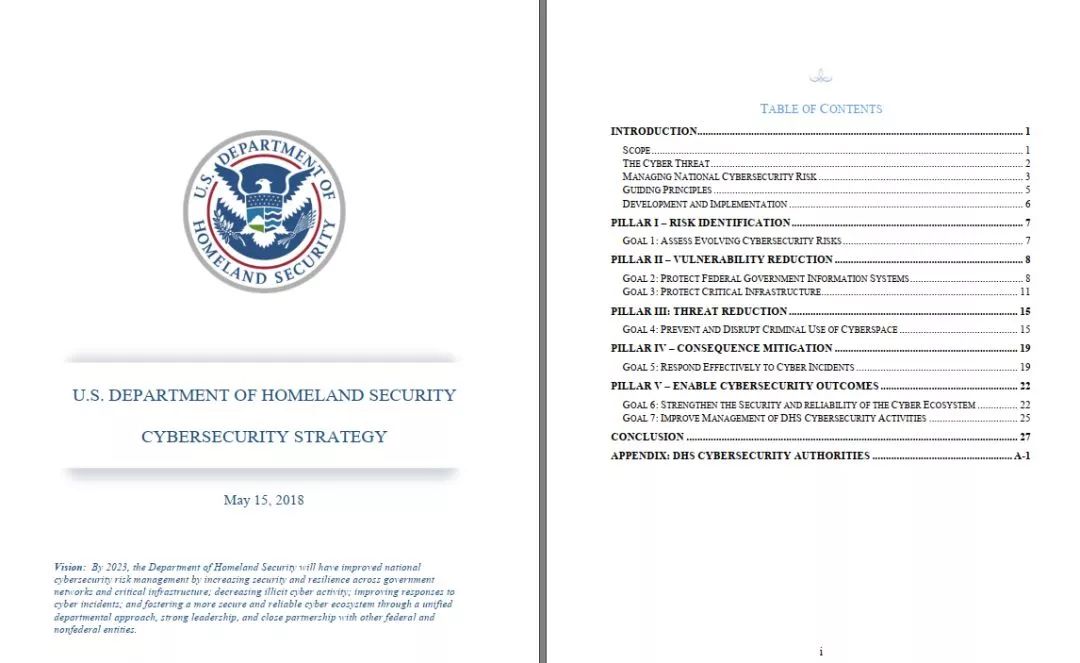 U.S. DEPARTMENT OF
HOMELAND SECURITY
U.S. DEPARTMENT OF HOMELAND SECURITY
CYBERSECURITY STRATEGY
May 15, 2018
Vision: By 2023, the Department of Homeland Security will have improved national
cybersecurity risk management by increasing security and resilience across government
networks and critical infrastructure; decreasing illicit cyber activity; improving responses to
cyber incidents; and fostering a more secure and reliable cyber ecosystem through a unified
departmental approach, strong leadership, and close partnership with other federal and
nonfederal entities.
TABLE OF CONTENTS
INTRODUCTION 1
SCOPE 1
THE CYBER THREAT 2
MANAGING NATIONAL CYBERSECURITY RISK 3
GUIDING PRINCIPLES 5
DEVELOPMENT AND IMPLEMENTATION 6
PILLAR I – RISK IDENTIFICATION 7
GOAL 1: ASSESS EVOLVING CYBERSECURITY RISKS 7
PILLAR II – VULNERABILITY REDUCTION 8
GOAL 2: PROTECT FEDERAL GOVERNMENT INFORMATION SYSTEMS 8
GOAL 3: PROTECT CRITICAL INFRASTRUCTURE 11
PILLAR III: THREAT REDUCTION 15
GOAL 4: PREVENT AND DISRUPT CRIMINAL USE OF CYBERSPACE 15
PILLAR IV – CONSEQUENCE MITIGATION 19
GOAL 5: RESPOND EFFECTIVELY TO CYBER INCIDENTS 19
PILLAR V – ENABLE CYBERSECURITY OUTCOMES 22
GOAL 6: STRENGTHEN THE SECURITY AND RELIABILITY OF THE CYBER ECOSYSTEM 22
GOAL 7: IMPROVE MANAGEMENT OF DHS CYBERSECURITY ACTIVITIES 25
CONCLUSION 27
APPENDIX: DHS CYBERSECURITY AUTHORITIES A-1
i